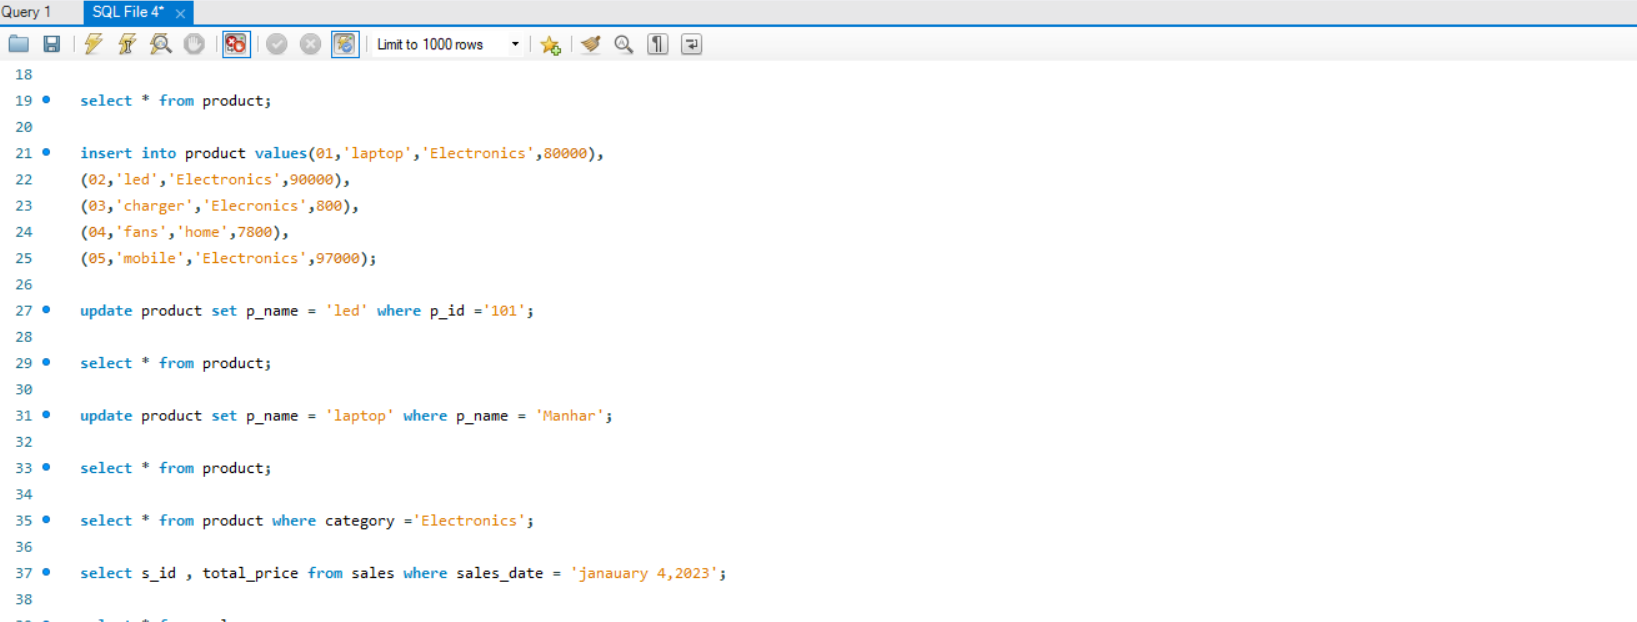 Query 1 SQL File 4*
Limit to 1000 rows
18
19 select * from product;
20
21 insert into product values(01,'laptop','Electronics',80000),
22 (02,'led','Electronics',90000),
23 (03,'charger','Elecronics',800),
24 (04,'fans','home',7800),
25 (05,'mobile','Electronics',97000);
26
27 update product set p_name = 'led' where p_id ='101';
28
29 select * from product;
30
31 update product set p_name = 'laptop' where p_name = 'Manhar';
32
33 select * from product;
34
35 select * from product where category ='Electronics';
36
37 select s_id , total_price from sales where sales_date = 'janauary 4,2023';
38